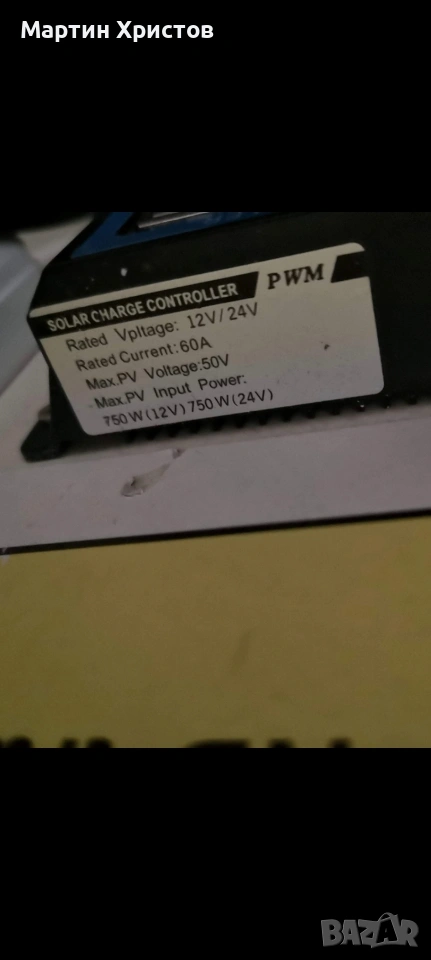 Мартин Христов
SOLAR CHARGE CONTROLLER PWM
Rated Vpltage: 12V/24V
Rated Current:60A
Max.PV Voltage:50V
Max.PV Input Power:
750W(12V)750W(24V)
BAZAR